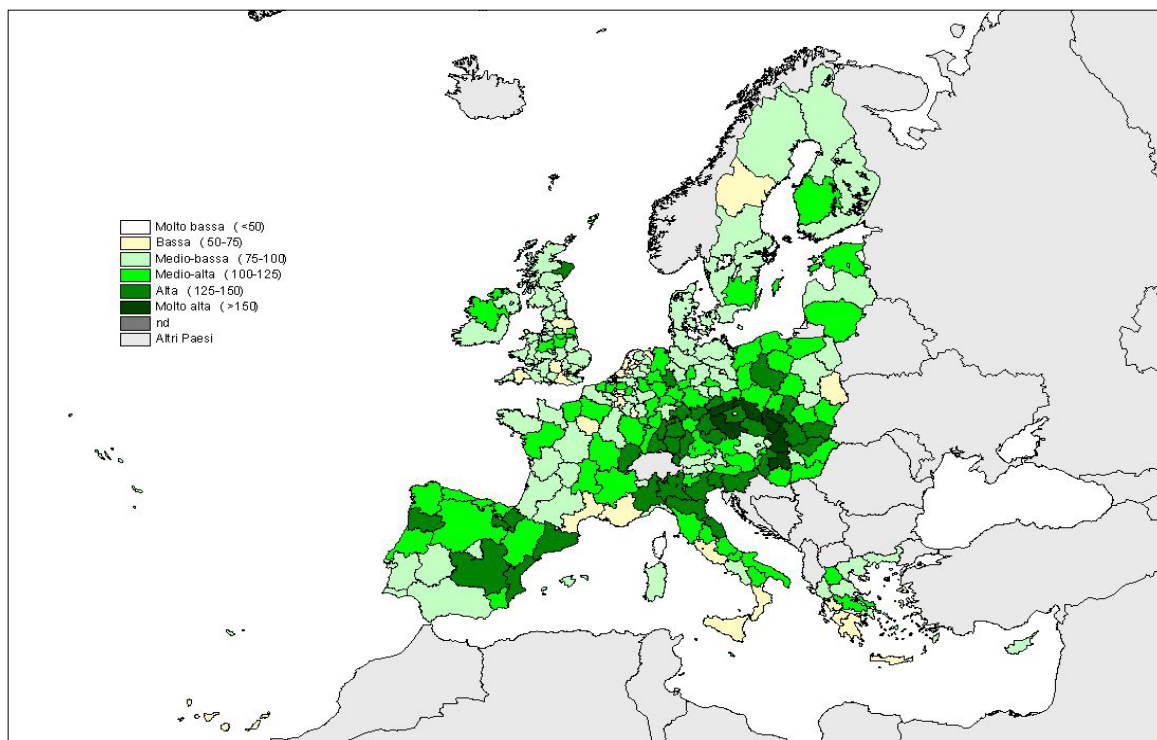 Molto bassa (<50)
Bassa (50-75)
Medio-bassa (75-100)
Medio-alta (100-125)
Alta (125-150)
Molto alta (>150)
nd
Altri Paesi